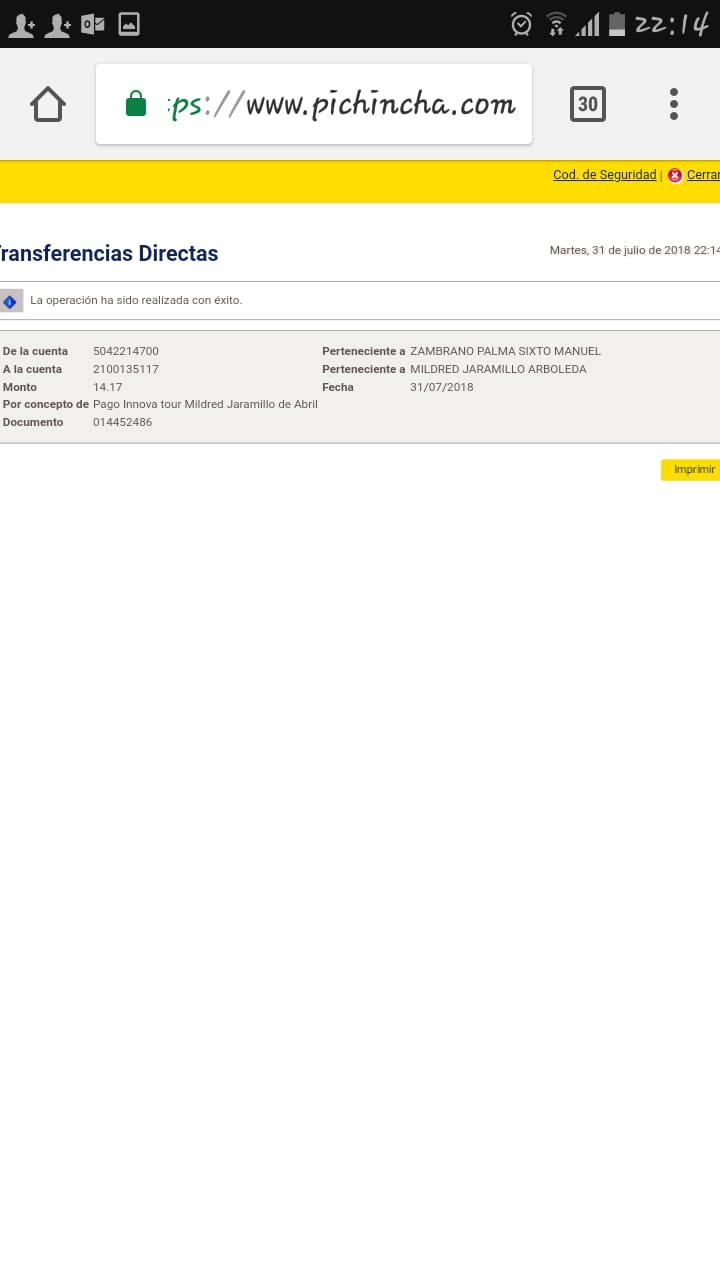 22:14
ps://www.pichincha.com
30
Cod. de Seguridad | Cerrar
Transferencias Directas
Martes, 31 de julio de 2018 22:14
La operación ha sido realizada con éxito.
De la cuenta 5042214700 Perteneciente a ZAMBRANO PALMA SIXTO MANUEL
A la cuenta 2100135117 Perteneciente a MILDRED JARAMILLO ARBOLEDA
Monto 14.17 Fecha 31/07/2018
Por concepto de Pago Innova tour Mildred Jaramillo de Abril
Documento 014452486
Imprimir